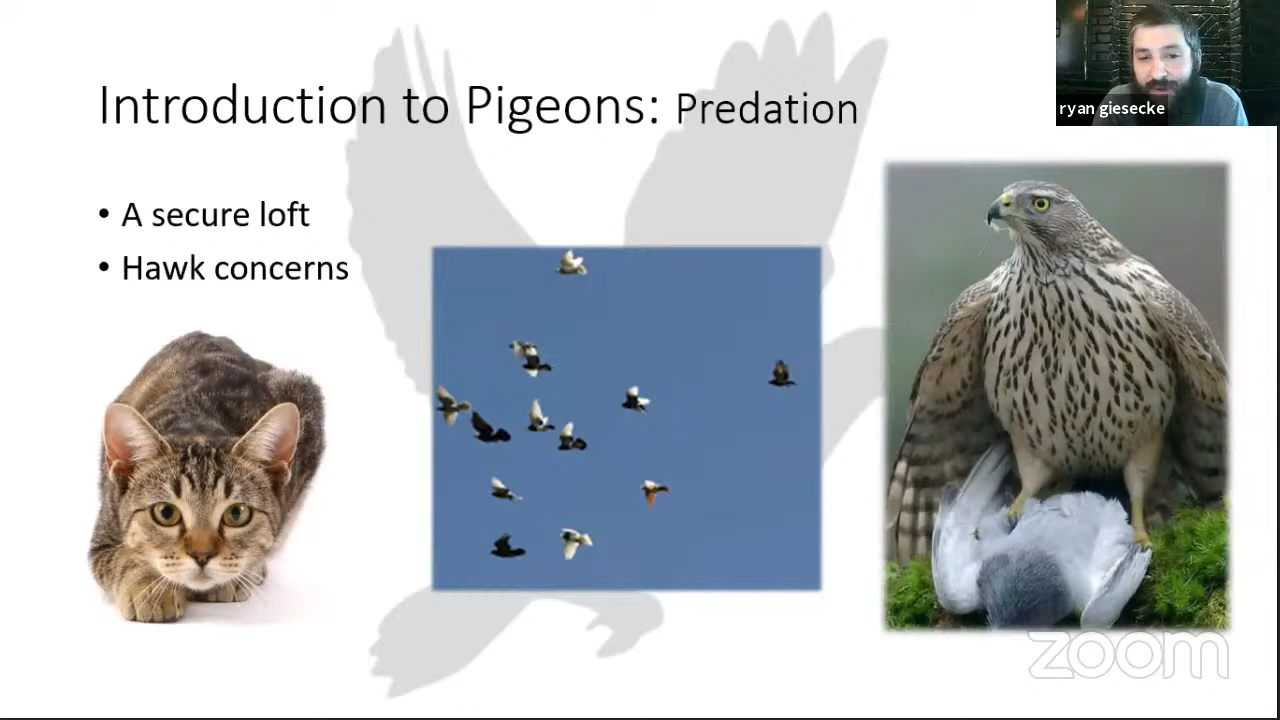 Introduction to Pigeons: Predation
ryan giesecke
• A secure loft
• Hawk concerns
zoom